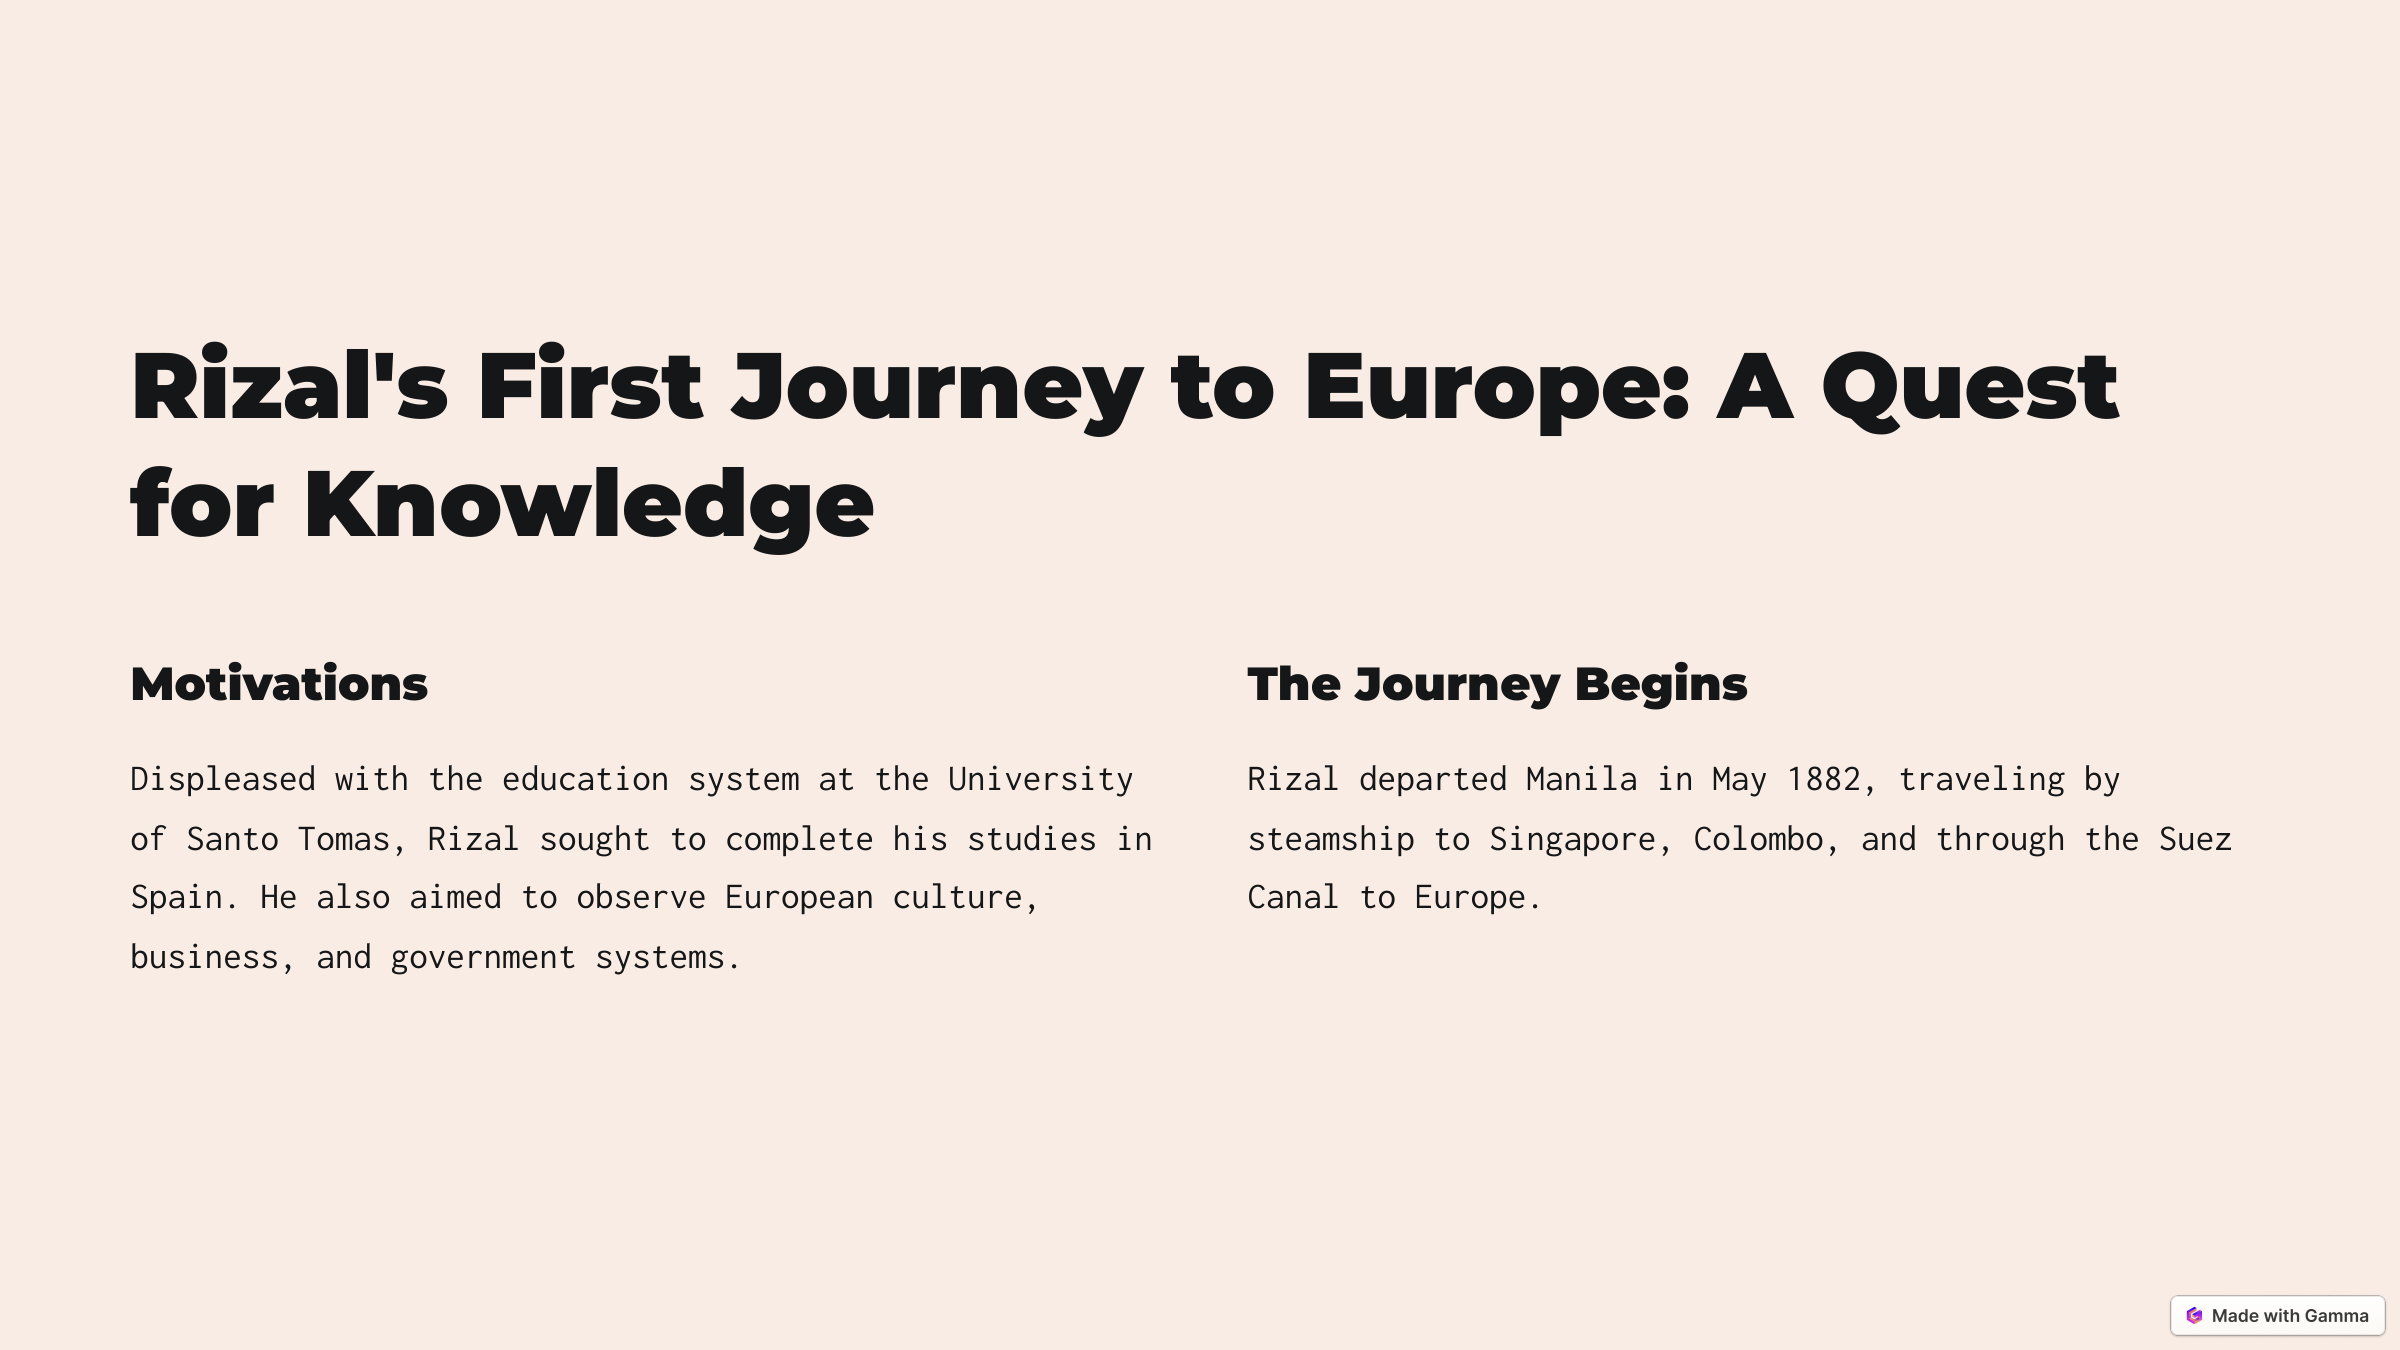 Rizal's First Journey to Europe: A Quest
for Knowledge
Motivations
Displeased with the education system at the University
of Santo Tomas, Rizal sought to complete his studies in
Spain. He also aimed to observe European culture,
business, and government systems.
The Journey Begins
Rizal departed Manila in May 1882, traveling by
steamship to Singapore, Colombo, and through the Suez
Canal to Europe.
Made with Gamma